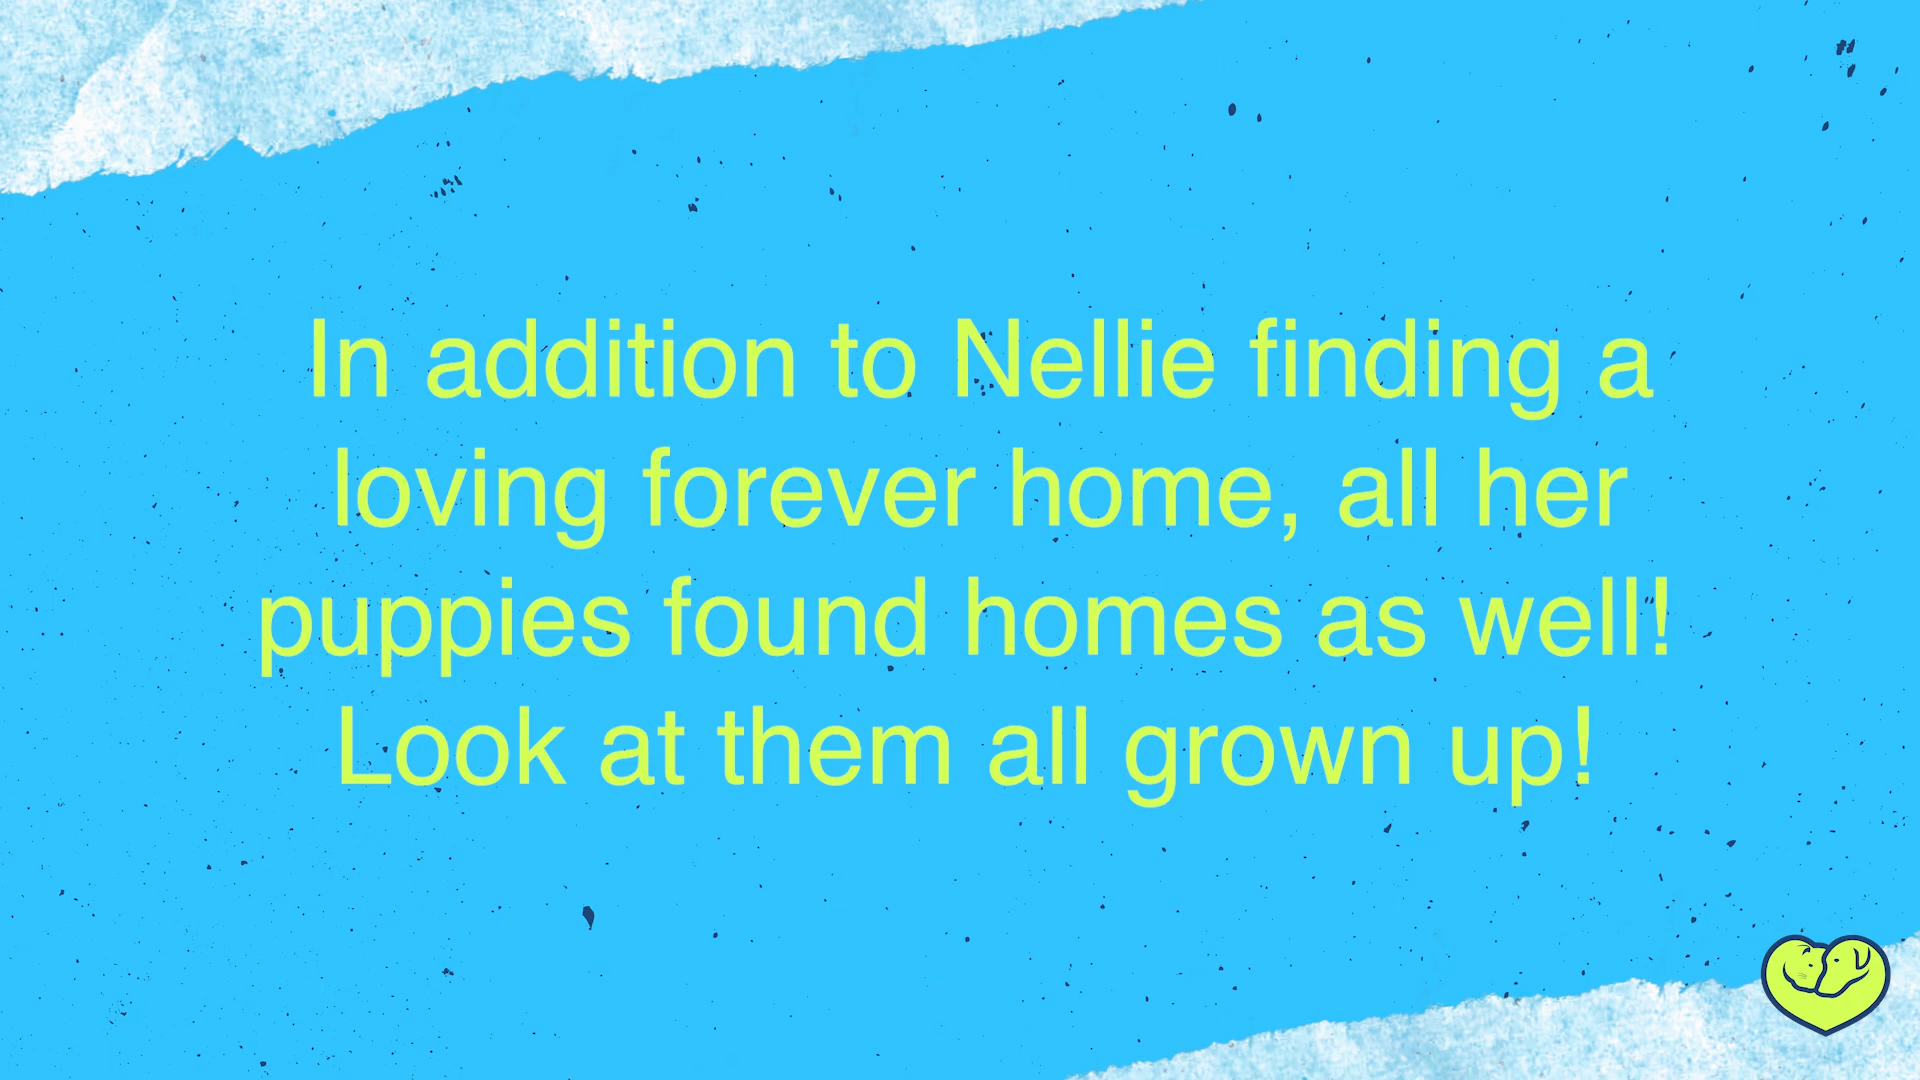 In addition to Nellie finding a
loving forever home, all her
puppies found homes as well!
Look at them all grown up!